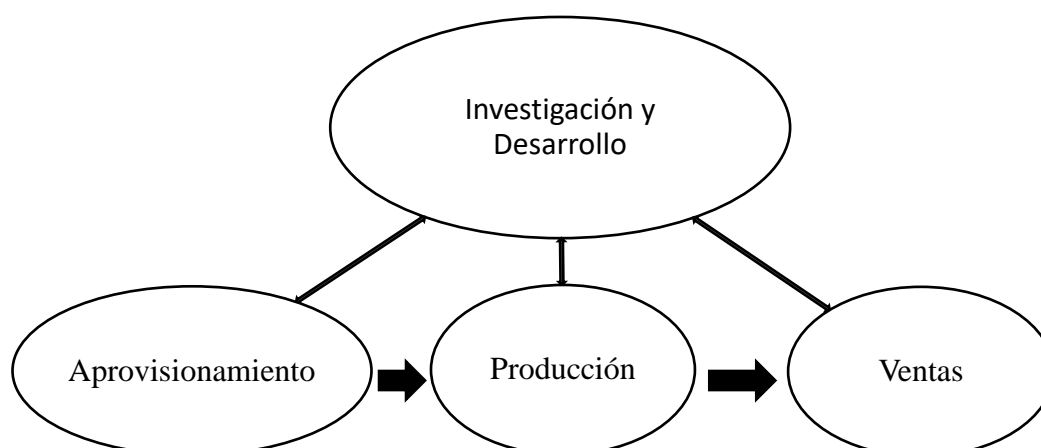 Investigación y
Desarrollo
Aprovisionamiento
Producción
Ventas